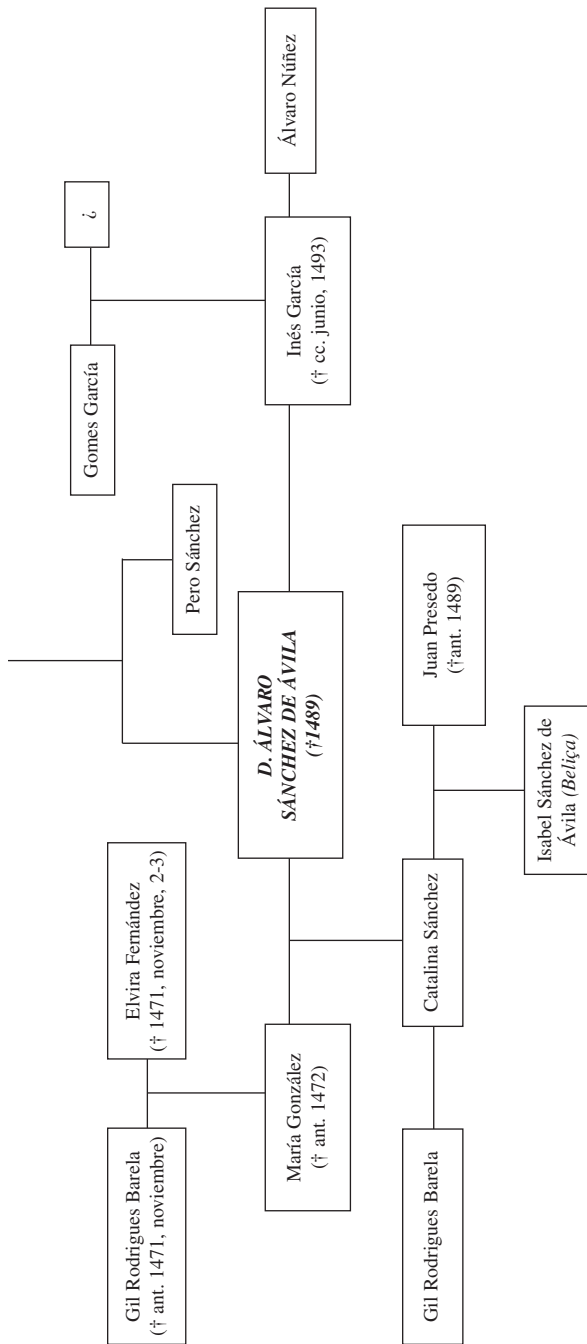 Gil Rodrigues Barela
(† ant. 1471, noviembre)
Elvira Fernández
(† 1471, noviembre, 2-3)
Pero Sánchez
Gomes García
¿
María González
(† ant. 1472)
D. ÁLVARO
SÁNCHEZ DE ÁVILA
(†1489)
Inés García
(† cc. junio, 1493)
Álvaro Núñez
Gil Rodrigues Barela
Catalina Sánchez
Juan Presedo
(†ant. 1489)
Isabel Sánchez de
Ávila (Beliça)